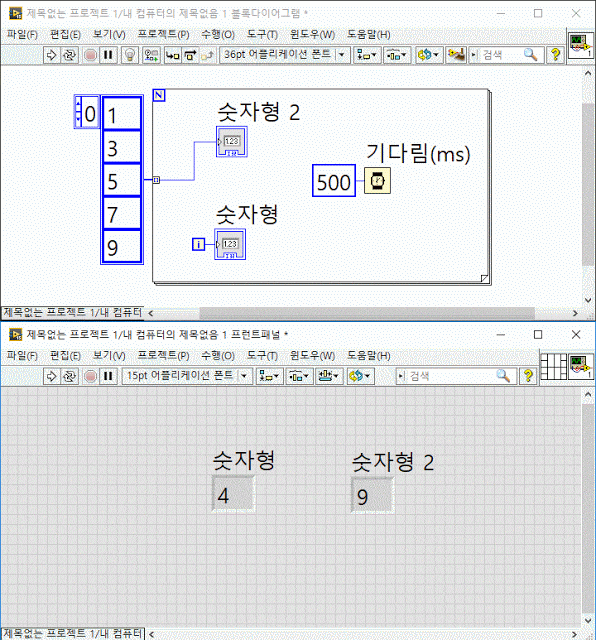 제목없는 프로젝트 1/내 컴퓨터의 제목없음 1 블록다이어그램 *
파일(F) 편집(E) 보기(V) 프로젝트(P) 수행(O) 도구(T) 윈도우(W) 도움말(H)
36pt 어플리케이션 폰트 검색
N
0
1
3
5
7
9
숫자형 2
1.23
I32
기다림(ms)
500
숫자형
i
1.23
I32
제목없는 프로젝트 1/내 컴퓨터
제목없는 프로젝트 1/내 컴퓨터의 제목없음 1 프런트패널 *
파일(F) 편집(E) 보기(V) 프로젝트(P) 수행(O) 도구(T) 윈도우(W) 도움말(H)
15pt 어플리케이션 폰트 검색
숫자형 숫자형 2
4 9
제목없는 프로젝트 1/내 컴퓨터